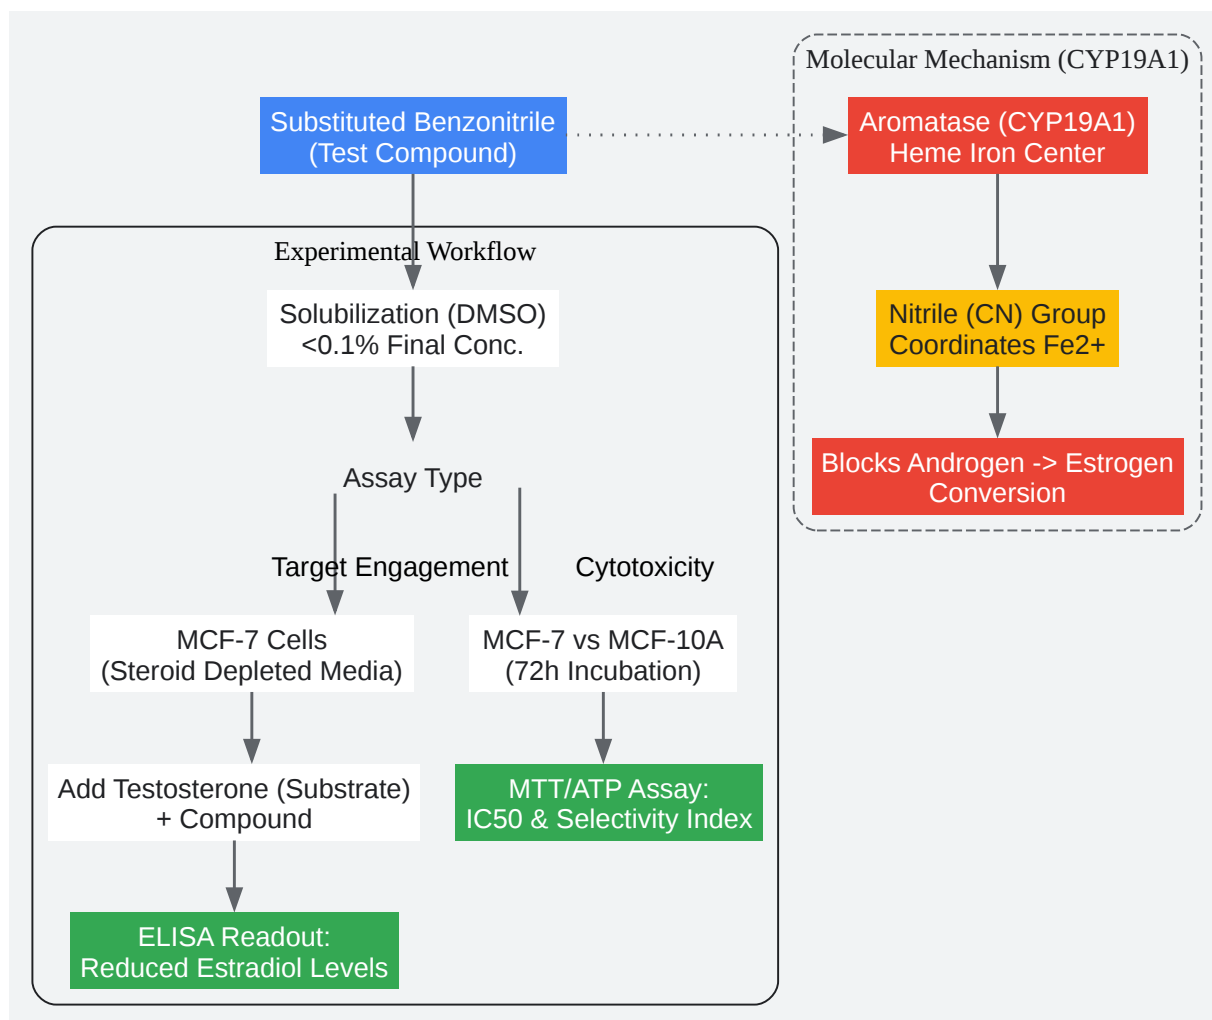 Molecular Mechanism (CYP19A1)
Substituted Benzonitrile
(Test Compound)
Aromatase (CYP19A1)
Heme Iron Center
Experimental Workflow
Solubilization (DMSO)
<0.1% Final Conc.
Nitrile (CN) Group
Coordinates Fe2+
Assay Type
Blocks Androgen -> Estrogen
Conversion
Target Engagement
Cytotoxicity
MCF-7 Cells
(Steroid Depleted Media)
MCF-7 vs MCF-10A
(72h Incubation)
Add Testosterone (Substrate)
+ Compound
MTT/ATP Assay:
IC50 & Selectivity Index
ELISA Readout:
Reduced Estradiol Levels